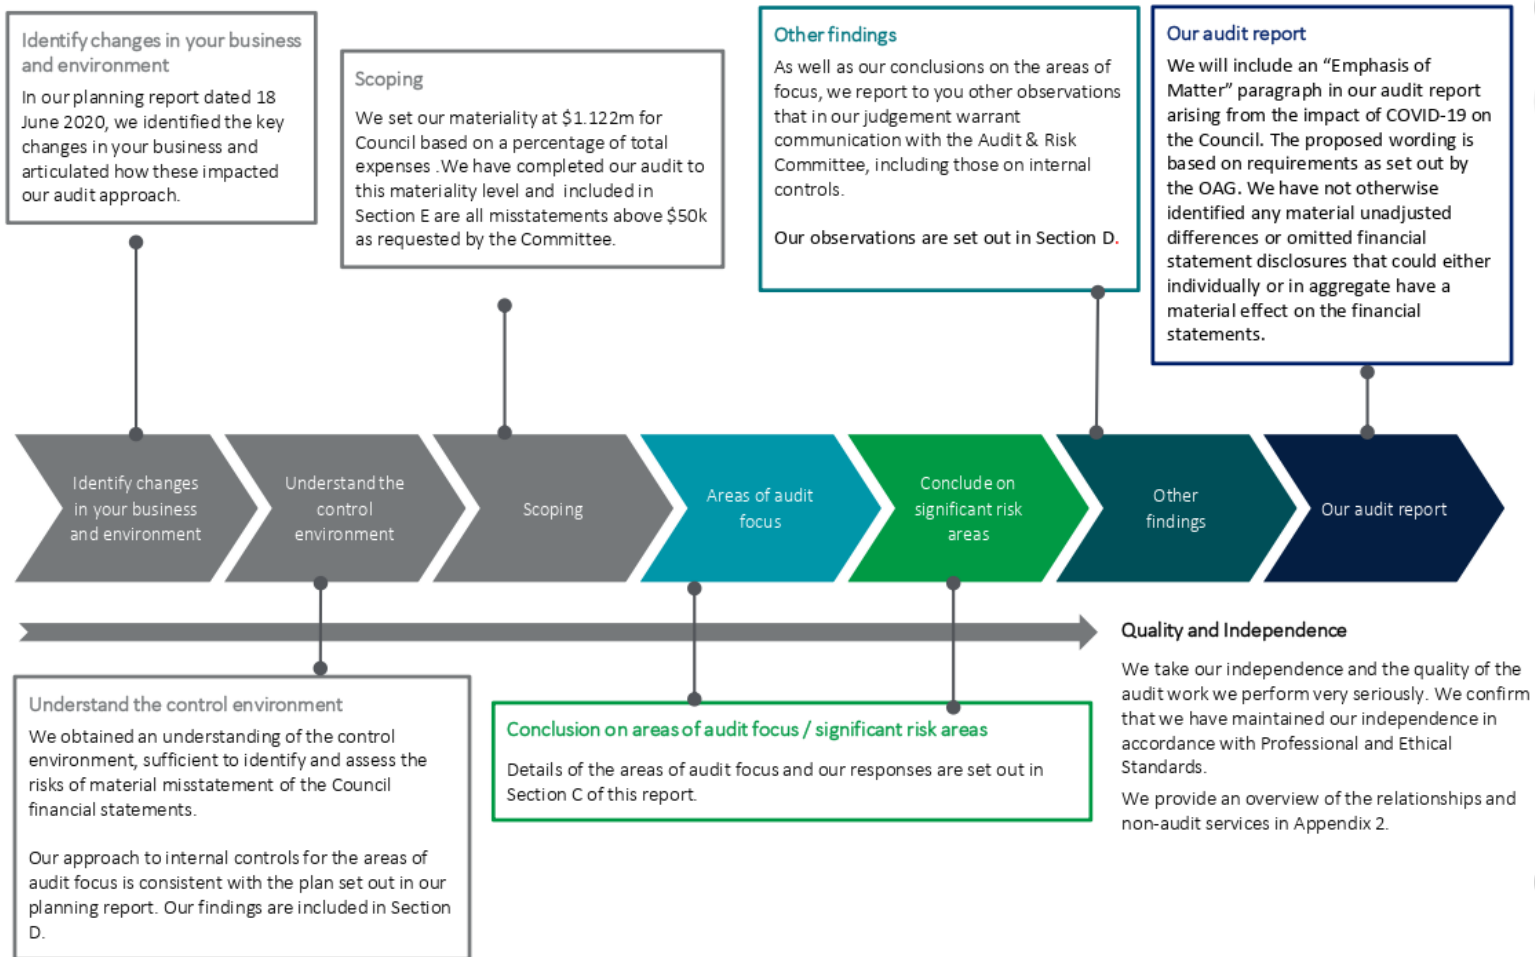 Identify changes in your business
and environment
In our planning report dated 18
June 2020, we identified the key
changes in your business and
articulated how these impacted
our audit approach.
Scoping
We set our materiality at $1.122m for
Council based on a percentage of total
expenses .We have completed our audit to
this materiality level and included in
Section E are all misstatements above $50k
as requested by the Committee.
Other findings
As well as our conclusions on the areas of
focus, we report to you other observations
that in our judgement warrant
communication with the Audit & Risk
Committee, including those on internal
controls.
Our observations are set out in Section D.
Our audit report
We will include an “Emphasis of
Matter” paragraph in our audit report
arising from the impact of COVID-19 on
the Council. The proposed wording is
based on requirements as set out by
the OAG. We have not otherwise
identified any material unadjusted
differences or omitted financial
statement disclosures that could either
individually or in aggregate have a
material effect on the financial
statements.
Identify changes
in your business
and environment
Understand the
control
environment
Scoping
Areas of audit
focus
Conclude on
significant risk
areas
Other
findings
Our audit report
Understand the control environment
We obtained an understanding of the control
environment, sufficient to identify and assess the
risks of material misstatement of the Council
financial statements.
Our approach to internal controls for the areas of
audit focus is consistent with the plan set out in our
planning report. Our findings are included in Section
D.
Conclusion on areas of audit focus / significant risk areas
Details of the areas of audit focus and our responses are set out in
Section C of this report.
Quality and Independence
We take our independence and the quality of the
audit work we perform very seriously. We confirm
that we have maintained our independence in
accordance with Professional and Ethical
Standards.
We provide an overview of the relationships and
non-audit services in Appendix 2.